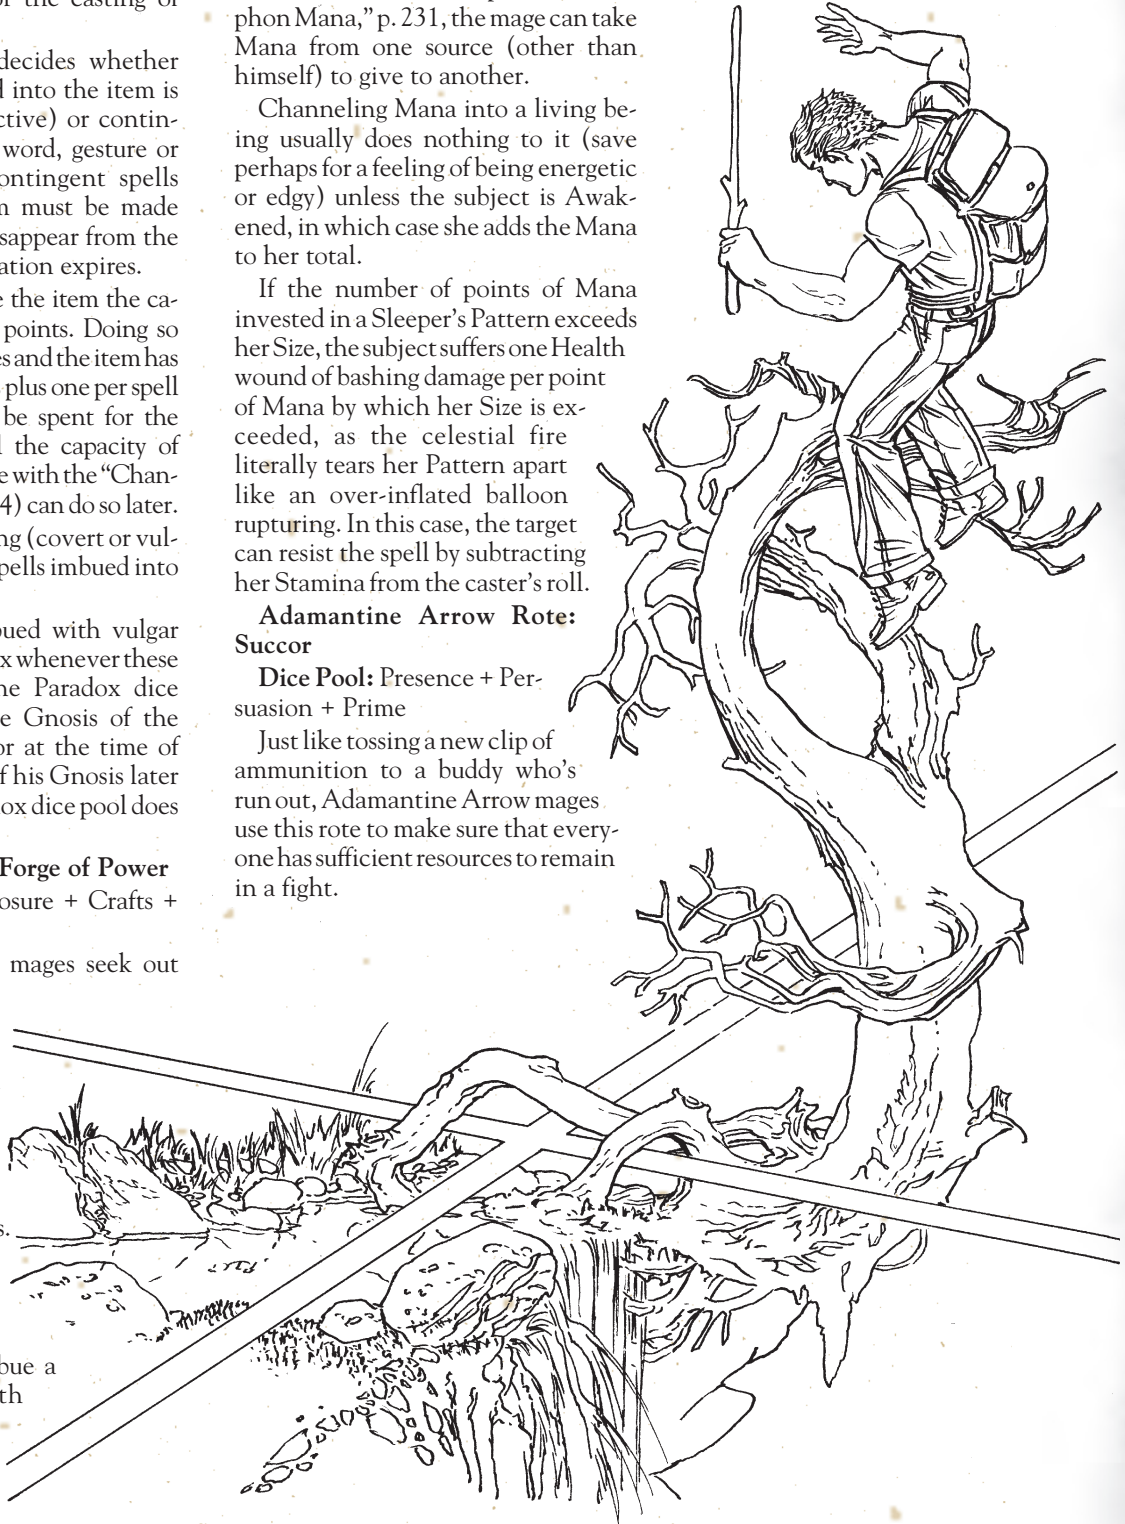 decides whether
into the item is
or contin-
word, gesture or
spells
must be made
from the
expires.
the item the ca-
points. Doing so
and the item has
plus one per spell
be spent for the
the capacity of
with the “Chan-
4) can do so later.
(covert or vul-
imbued into
with vulgar
whenever these
Paradox dice
Gnosis of the
or at the time of
his Gnosis later
dice pool does
Forge of Power
+ Crafts +
mages seek out
s.
a
phon Mana,” p. 231, the mage can take
Mana from one source (other than
himself) to give to another.
Channeling Mana into a living be-
ing usually does nothing to it (save
perhaps for a feeling of being energetic
or edgy) unless the subject is Awak-
ened, in which case she adds the Mana
to her total.
If the number of points of Mana
invested in a Sleeper’s Pattern exceeds
her Size, the subject suffers one Health
wound of bashing damage per point
of Mana by which her Size is ex-
ceeded, as the celestial fire
literally tears her Pattern apart
like an over-inflated balloon
rupturing. In this case, the target
can resist the spell by subtracting
her Stamina from the caster’s roll.
Adamantine Arrow Rote:
Succor
Dice Pool: Presence + Per-
suasion + Prime
Just like tossing a new clip of
ammunition to a buddy who’s
run out, Adamantine Arrow mages
use this rote to make sure that every-
one has sufficient resources to remain
in a fight.